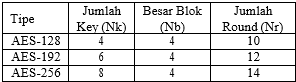 Tipe Jumlah Key (Nk) Besar Blok (Nb) Jumlah Round (Nr)
AES-128 4 4 10
AES-192 6 4 12
AES-256 8 4 14